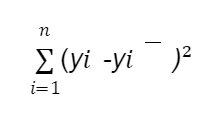 n
∑(yi -yi ¯ )²
i=1